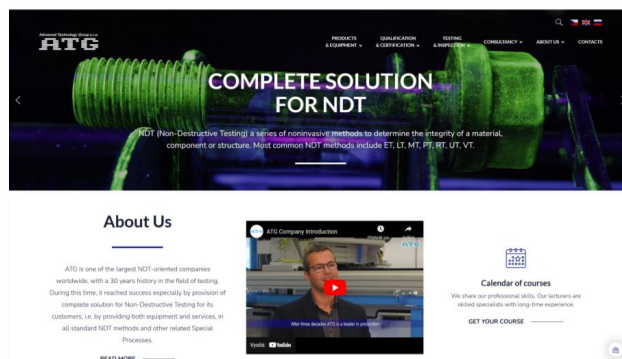 Advanced Technology Group s.r.o.
ATG
PRODUCTS
& EQUIPMENT
QUALIFICATION
& CERTIFICATION
TESTING
& INSPECTION
CONSULTANCY
ABOUT US
CONTACTS
COMPLETE SOLUTION
FOR NDT
NDT (Non-Destructive Testing) a series of noninvasive methods to determine the integrity of a material,
component or structure. Most common NDT methods include ET, LT, MT, PT, RT, UT, VT.
About Us
ATG is one of the largest NDT-oriented companies
worldwide, with a 30 years history in the field of testing.
During this time, it reached success especially by provision of
complete solution for Non-Destructive Testing for its
customers, i.e. by providing both equipment and services, in
all standard NDT methods and other related Special
Processes.
READ MORE
ATG Company Introduction
ATG
After three decades ATG is a leader in production
YouTube
Calendar of courses
We share our professional skills. Our lecturers are
skilled specialists with long-time experience.
GET YOUR COURSE